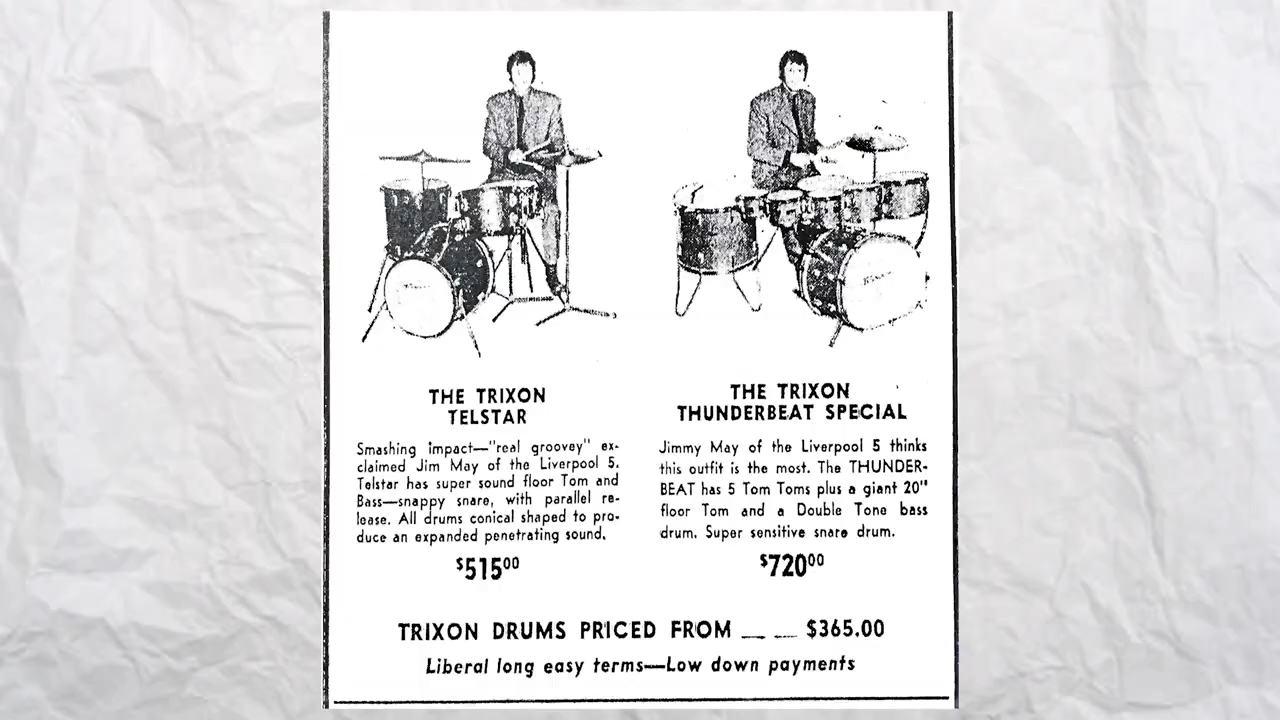 THE TRIXON
TELSTAR
Smashing impact—"real groovey" ex-
claimed Jim May of the Liverpool 5.
Telstar has super sound floor Tom and
Bass—snappy snare, with parallel re-
lease. All drums conical shaped to pro-
duce an expanded penetrating sound.
$51500
THE TRIXON
THUNDERBEAT SPECIAL
Jimmy May of the Liverpool 5 thinks
this outfit is the most. The THUNDER-
BEAT has 5 Tom Toms plus a giant 20"
floor Tom and a Double Tone bass
drum. Super sensitive snare drum.
$72000
TRIXON DRUMS PRICED FROM __ __ $365.00
Liberal long easy terms—Low down payments